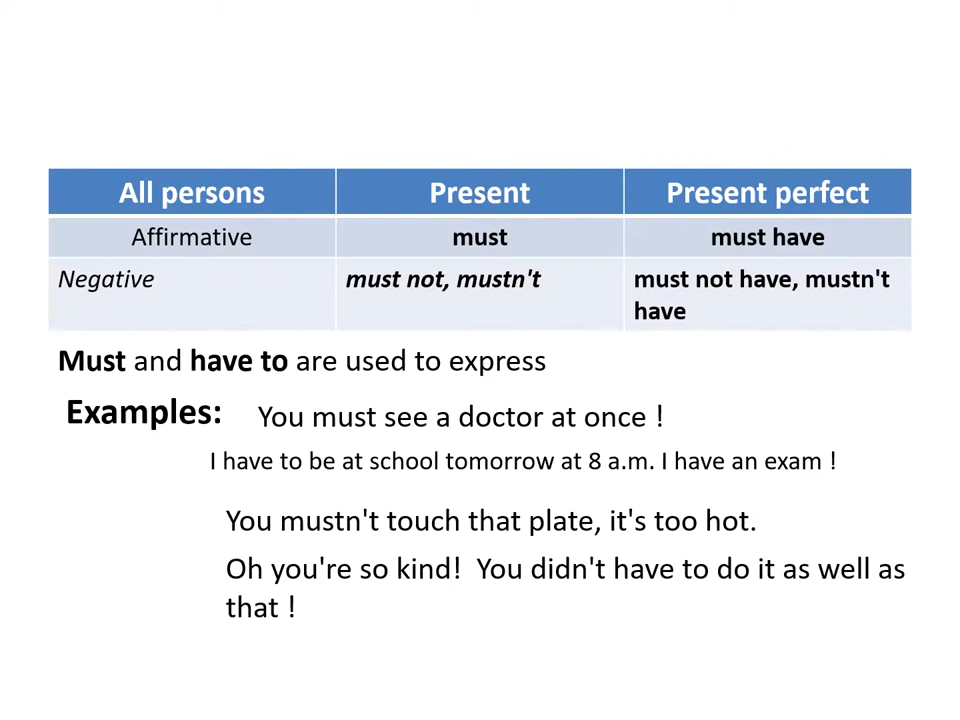 All persons Present Present perfect
Affirmative must must have
Negative must not, mustn't must not have, mustn't
have
Must and have to are used to express
Examples: You must see a doctor at once !
I have to be at school tomorrow at 8 a.m. I have an exam !
You mustn't touch that plate, it's too hot.
Oh you're so kind! You didn't have to do it as well as
that !